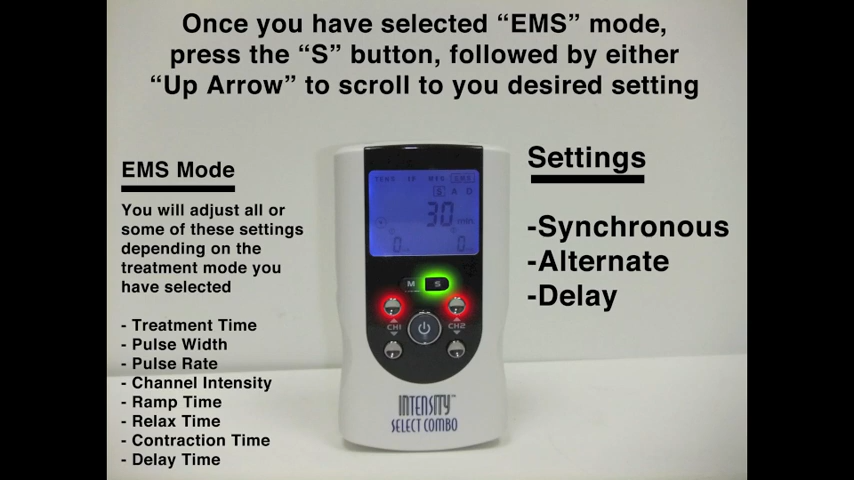 Once you have selected “EMS” mode,
press the “S” button, followed by either
“Up Arrow” to scroll to you desired setting
EMS Mode
You will adjust all or
some of these settings
depending on the
treatment mode you
have selected
- Treatment Time
- Pulse Width
- Pulse Rate
- Channel Intensity
- Ramp Time
- Relax Time
- Contraction Time
- Delay Time
TENS IF MIC EMS
S A D
30 min.
0 0
M S
CH1 CH2
INTENSITY™
SELECT COMBO
Settings
-Synchronous
-Alternate
-Delay